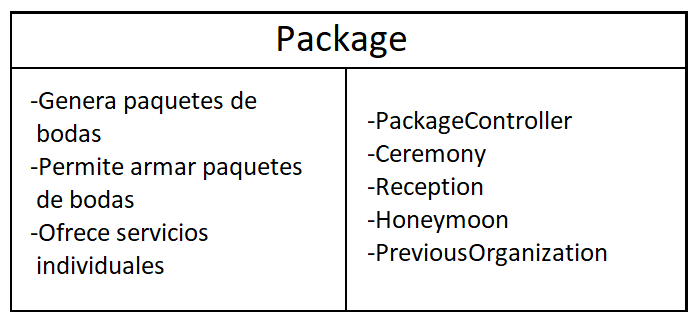 Package
-Genera paquetes de
bodas
-Permite armar paquetes
de bodas
-Ofrece servicios
individuales
-PackageController
-Ceremony
-Reception
-Honeymoon
-PreviousOrganization